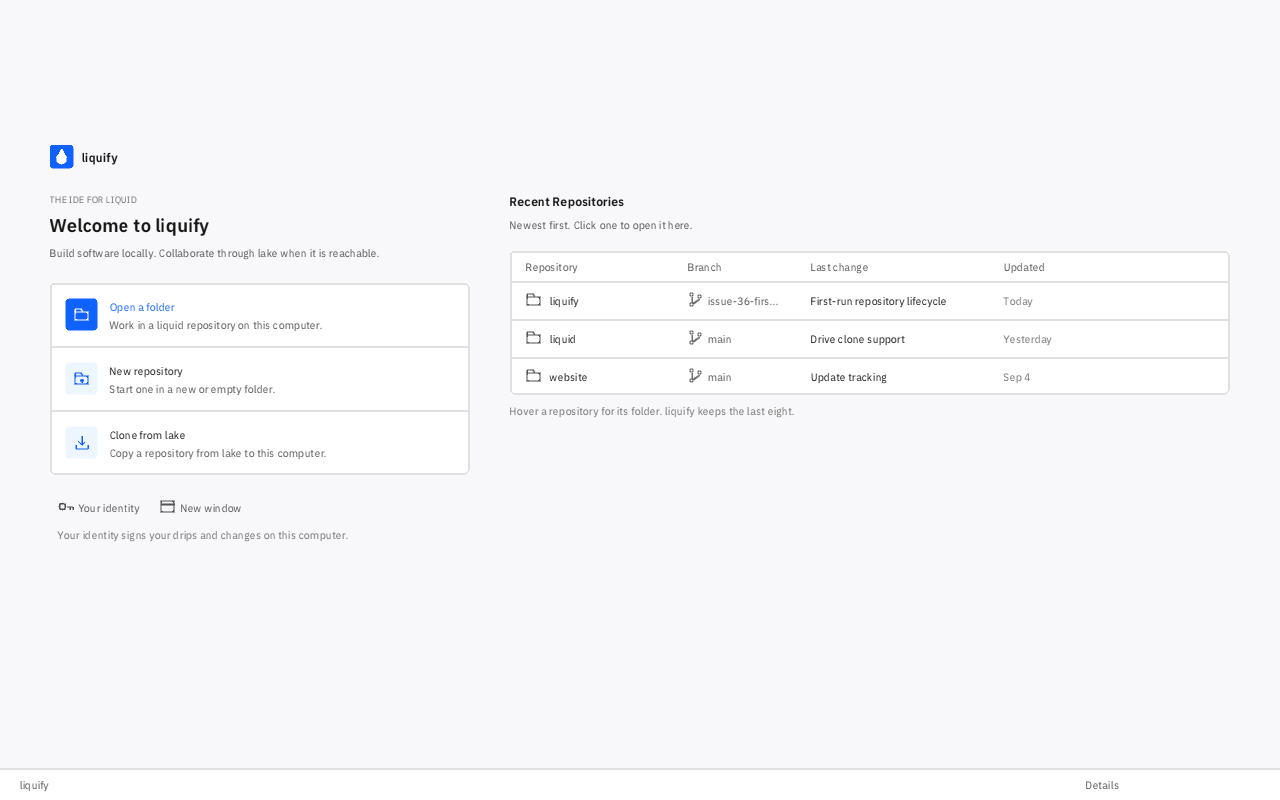 liquify
THE IDE FOR LIQUID
Welcome to liquify
Build software locally. Collaborate through lake when it is reachable.
Open a folder
Work in a liquid repository on this computer.
New repository
Start one in a new or empty folder.
Clone from lake
Copy a repository from lake to this computer.
Your identity New window
Your identity signs your drips and changes on this computer.
Recent Repositories
Newest first. Click one to open it here.
Repository Branch Last change Updated
liquify issue-36-firs... First-run repository lifecycle Today
liquid main Drive clone support Yesterday
website main Update tracking Sep 4
Hover a repository for its folder. liquify keeps the last eight.
liquify Details